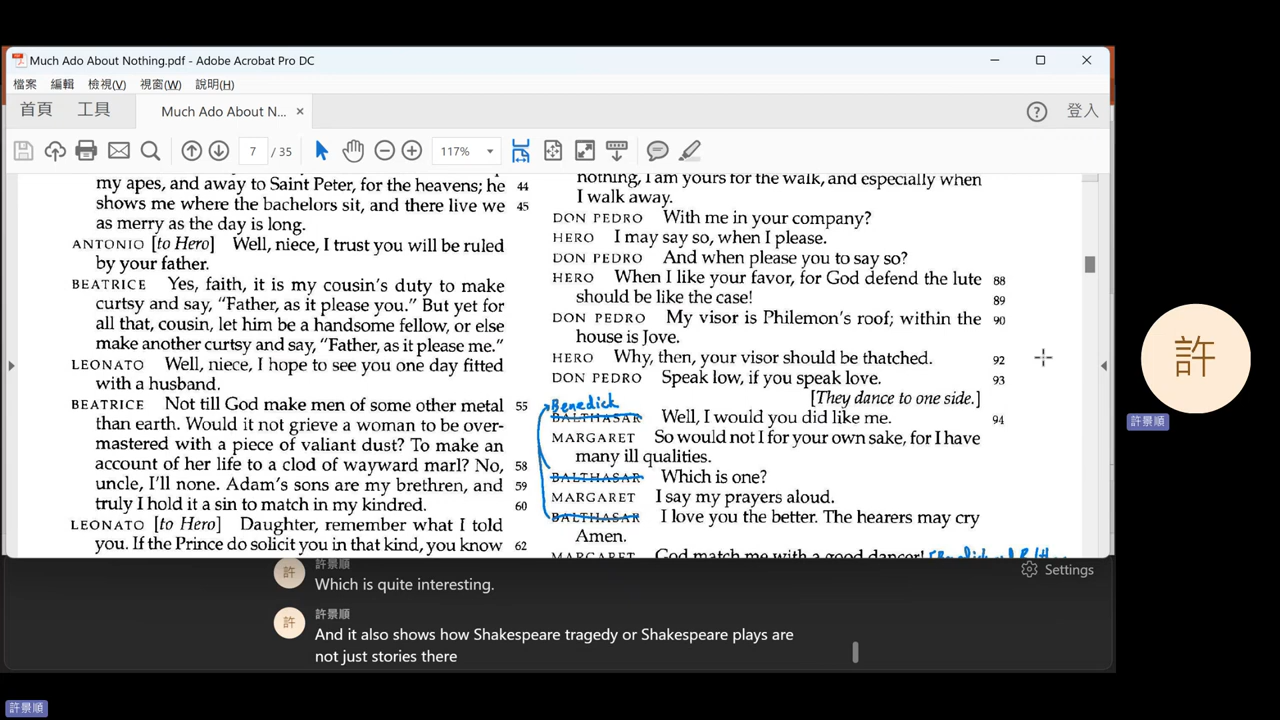 Much Ado About Nothing.pdf - Adobe Acrobat Pro DC
檔案 編輯 檢視(V) 視窗(W) 說明(H)
首頁 工具 Much Ado About N... × ? 登入
7 / 35 117%
my apes, and away to Saint Peter, for the heavens; he 44
shows me where the bachelors sit, and there live we 45
as merry as the day is long.
ANTONIO [to Hero] Well, niece, I trust you will be ruled
by your father.
BEATRICE Yes, faith, it is my cousin's duty to make
curtsy and say, “Father, as it please you.” But yet for
all that, cousin, let him be a handsome fellow, or else
make another curtsy and say, “Father, as it please me.”
LEONATO Well, niece, I hope to see you one day fitted
with a husband.
BEATRICE Not till God make men of some other metal 55
than earth. Would it not grieve a woman to be over-
mastered with a piece of valiant dust? To make an
account of her life to a clod of wayward marl? No, 58
uncle, I'll none. Adam's sons are my brethren, and 59
truly I hold it a sin to match in my kindred. 60
LEONATO [to Hero] Daughter, remember what I told
you. If the Prince do solicit you in that kind, you know 62
nothing, I am yours for the walk, and especially when
I walk away.
DON PEDRO With me in your company?
HERO I may say so, when I please.
DON PEDRO And when please you to say so?
HERO When I like your favor, for God defend the lute 88
should be like the case! 89
DON PEDRO My visor is Philemon's roof; within the 90
house is Jove.
HERO Why, then, your visor should be thatched. 92
DON PEDRO Speak low, if you speak love. 93
[They dance to one side.]
Benedick
BALTHASAR Well, I would you did like me. 94
MARGARET So would not I for your own sake, for I have
many ill qualities.
BALTHASAR Which is one?
MARGARET I say my prayers aloud.
BALTHASAR I love you the better. The hearers may cry
Amen.
MARGARET God match me with a good dancer!
許
許景順
許 許景順
Which is quite interesting.
Settings
許 許景順
And it also shows how Shakespeare tragedy or Shakespeare plays are
not just stories there
許景順